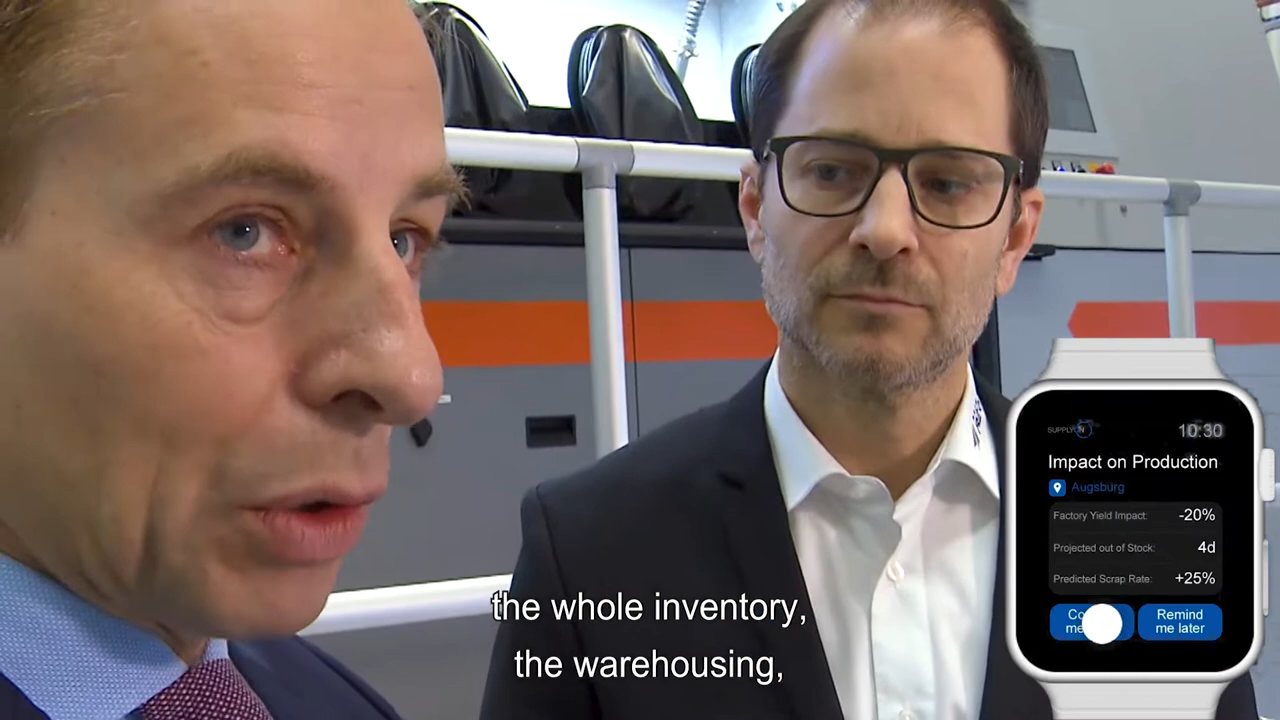 the whole inventory,
the warehousing,
SUPPLYON
10:30
Impact on Production
Augsburg
Factory Yield Impact: -20%
Projected out of Stock: 4d
Predicted Scrap Rate: +25%
Remind
me later